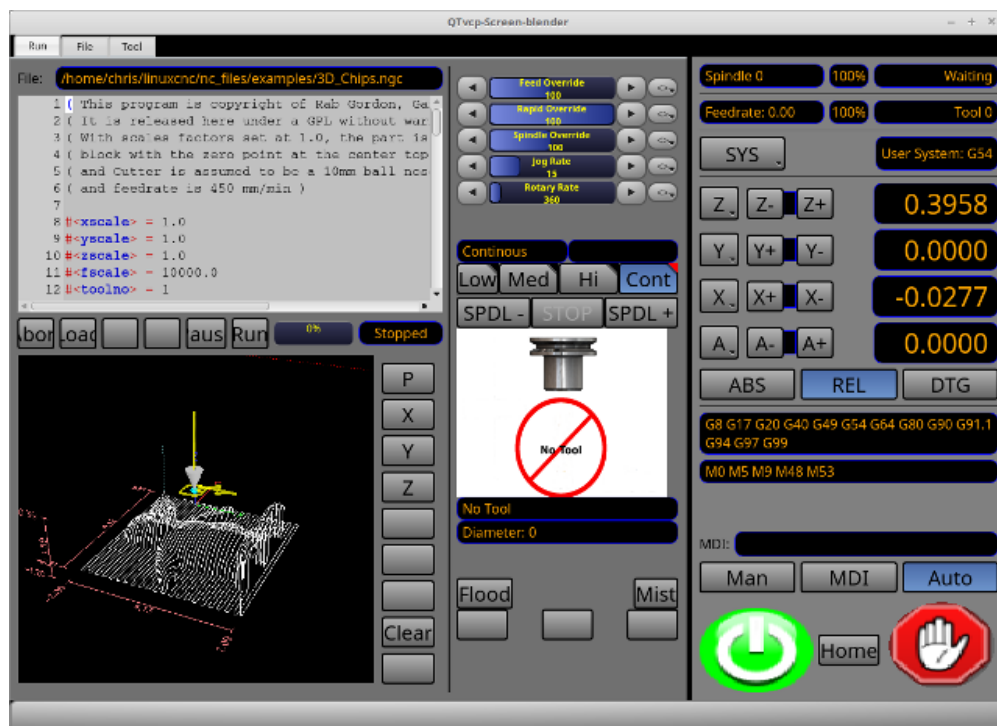 QTvcp-Screen-blender
Run File Tool
File: /home/chris/linuxcnc/nc_files/examples/3D_Chips.ngc
1 ( This program is copyright of Rab Gordon, Ga
2 ( It is released here under a GPL without war
3 ( With scales factors set at 1.0, the part is
4 ( block with the zero point at the center top
5 ( and Cutter is assumed to be a 10mm ball nos
6 ( and feedrate is 450 mm/min )
7
8 #<xscale> = 1.0
9 #<yscale> = 1.0
10 #<zscale> = 1.0
11 #<fscale> = 10000.0
12 #<toolno> = 1
Abor Load Paus Run 0% Stopped
P
X
Y
Z
Clear
Feed Override
100
Rapid Override
100
Spindle Override
100
Jog Rate
15
Rotary Rate
360
Continous
Low Med Hi Cont
SPDL - STOP SPDL +
No Tool
No Tool
Diameter: 0
Flood Mist
Spindle 0 100% Waiting
Feedrate: 0.00 100% Tool 0
SYS User System: G54
Z Z- Z+ 0.3958
Y Y+ Y- 0.0000
X X+ X- -0.0277
A A- A+ 0.0000
ABS REL DTG
G8 G17 G20 G40 G49 G54 G64 G80 G90 G91.1
G94 G97 G99
M0 M5 M9 M48 M53
MDI:
Man MDI Auto
Home